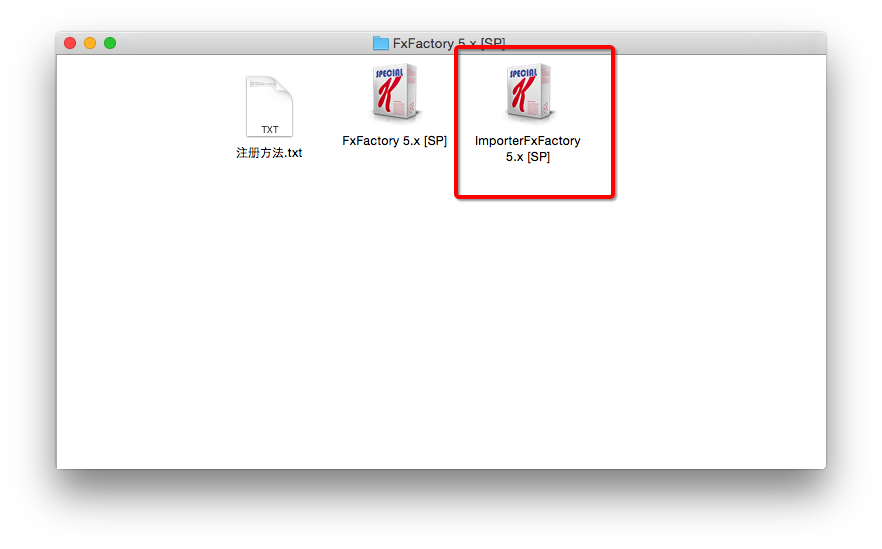 FxFactory 5.x [SP]
TXT
注册方法.txt
SPECIAL
K
FxFactory 5.x [SP]
SPECIAL
K
ImporterFxFactory
5.x [SP]